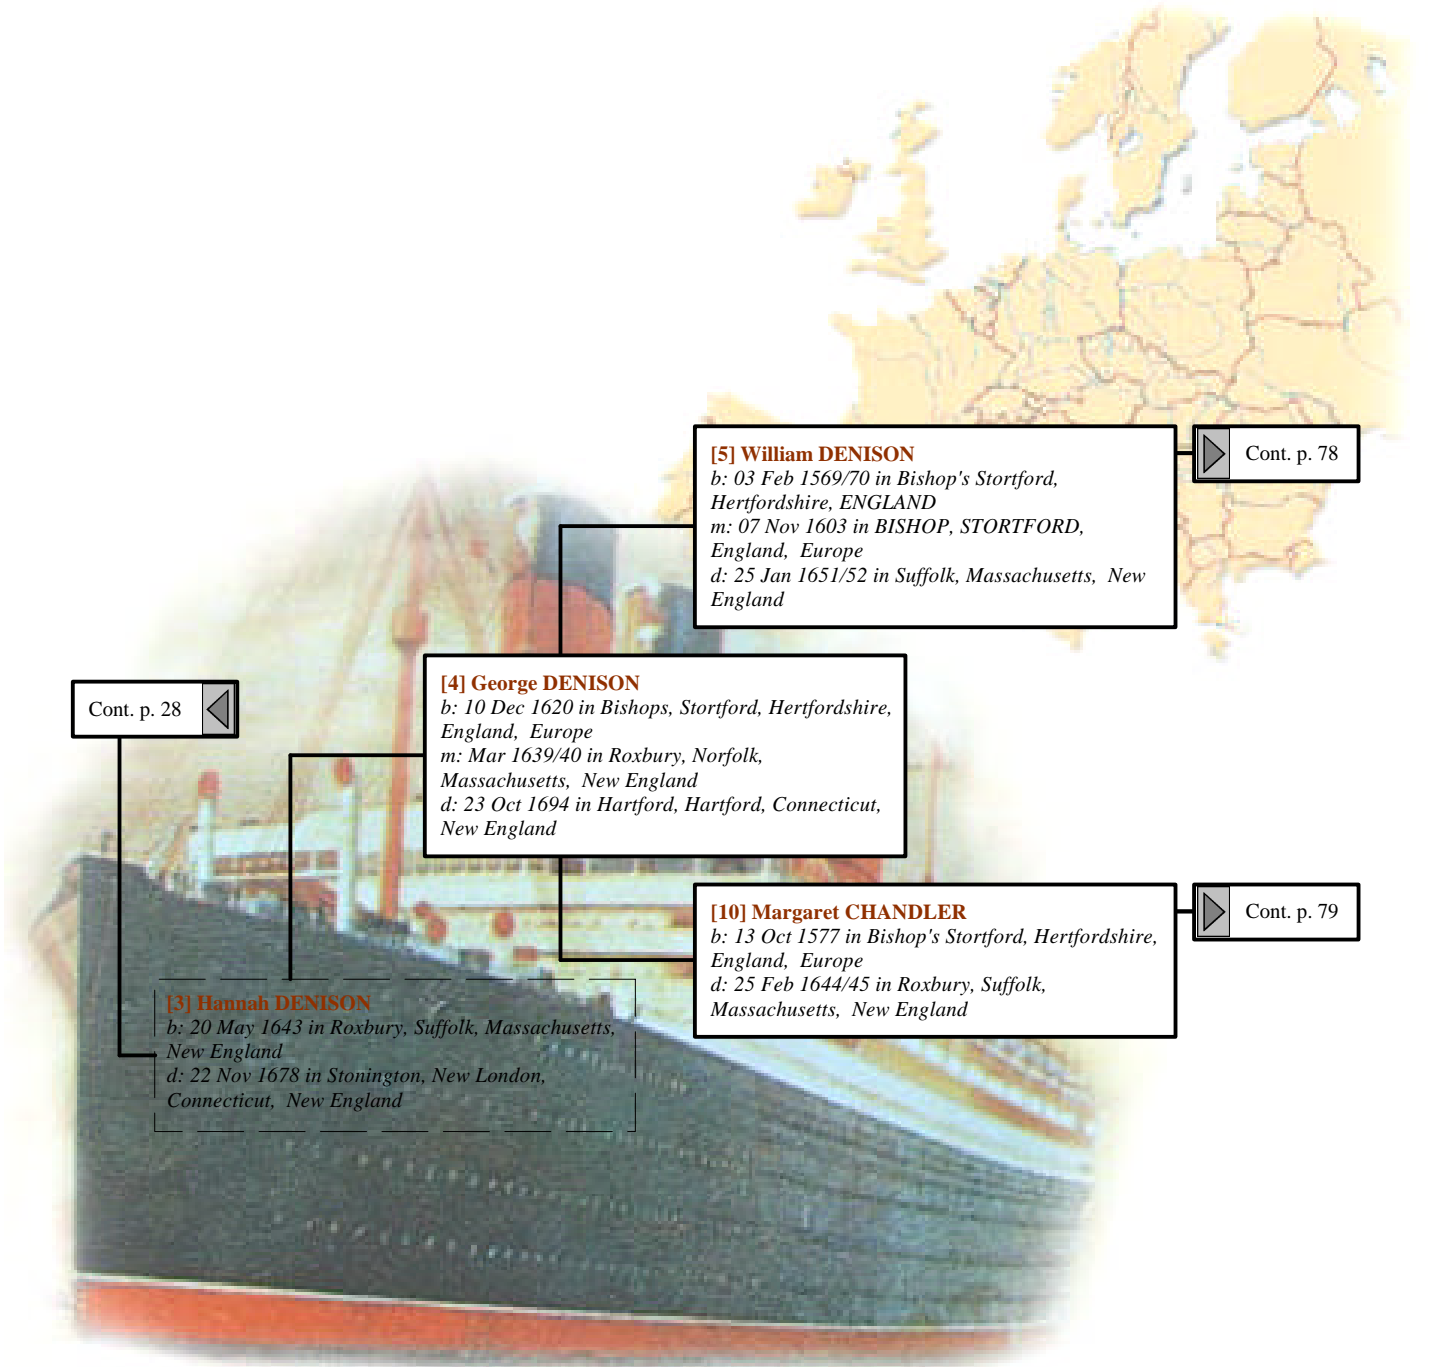 [5] William DENISON
b: 03 Feb 1569/70 in Bishop's Stortford,
Hertfordshire, ENGLAND
m: 07 Nov 1603 in BISHOP, STORTFORD,
England, Europe
d: 25 Jan 1651/52 in Suffolk, Massachusetts, New
England
Cont. p. 78
[4] George DENISON
b: 10 Dec 1620 in Bishops, Stortford, Hertfordshire,
England, Europe
m: Mar 1639/40 in Roxbury, Norfolk,
Massachusetts, New England
d: 23 Oct 1694 in Hartford, Hartford, Connecticut,
New England
Cont. p. 28
[10] Margaret CHANDLER
b: 13 Oct 1577 in Bishop's Stortford, Hertfordshire,
England, Europe
d: 25 Feb 1644/45 in Roxbury, Suffolk,
Massachusetts, New England
Cont. p. 79
[3] Hannah DENISON
b: 20 May 1643 in Roxbury, Suffolk, Massachusetts,
New England
d: 22 Nov 1678 in Stonington, New London,
Connecticut, New England